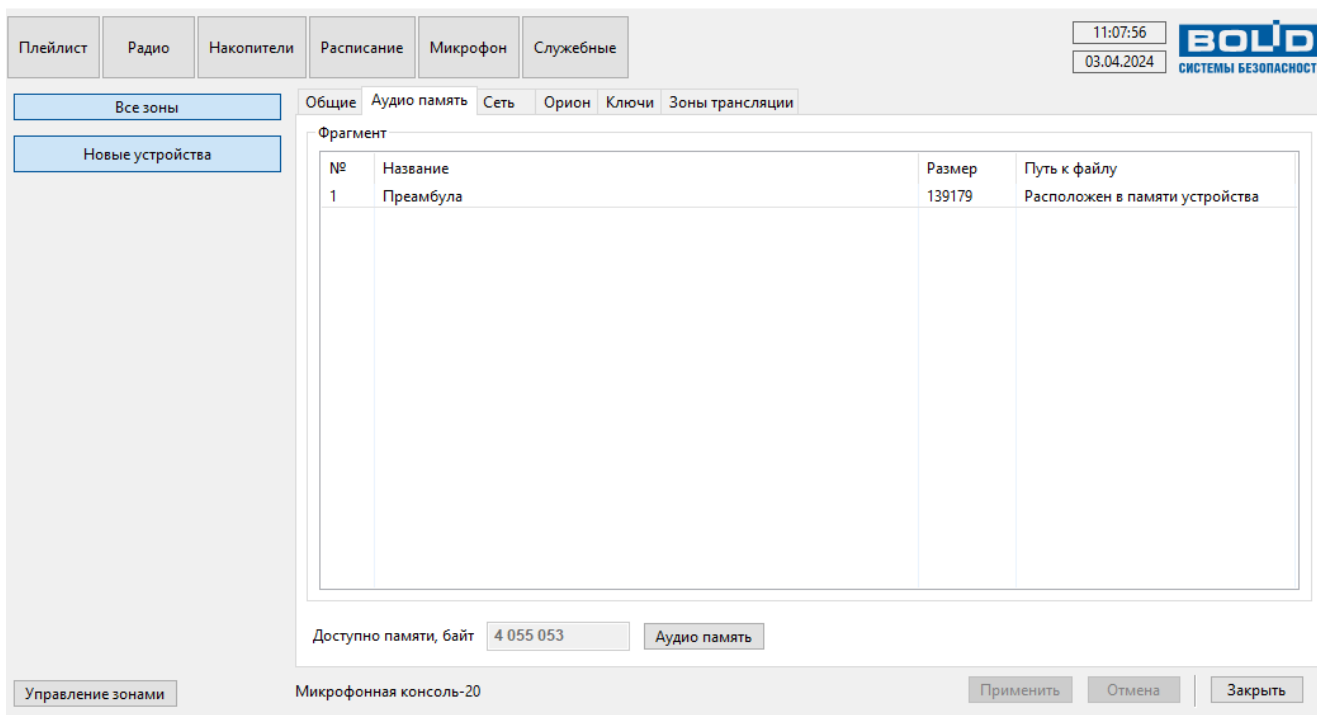 Плейлист Радио Накопители Расписание Микрофон Служебные
11:07:56
03.04.2024
BOLID
СИСТЕМЫ БЕЗОПАСНОСТ
Все зоны
Новые устройства
Общие Аудио память Сеть Орион Ключи Зоны трансляции
Фрагмент
№ Название Размер Путь к файлу
1 Преамбула 139179 Расположен в памяти устройства
Доступно памяти, байт 4 055 053 Аудио память
Управление зонами Микрофонная консоль-20 Применить Отмена Закрыть